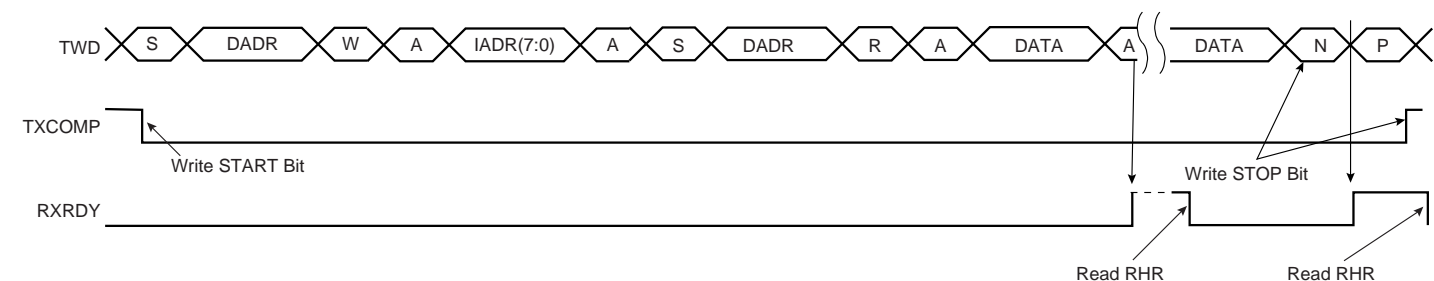 TWD S DADR W A IADR(7:0) A S DADR R A DATA A DATA N P
TXCOMP
Write START Bit
Write STOP Bit
RXRDY
Read RHR Read RHR